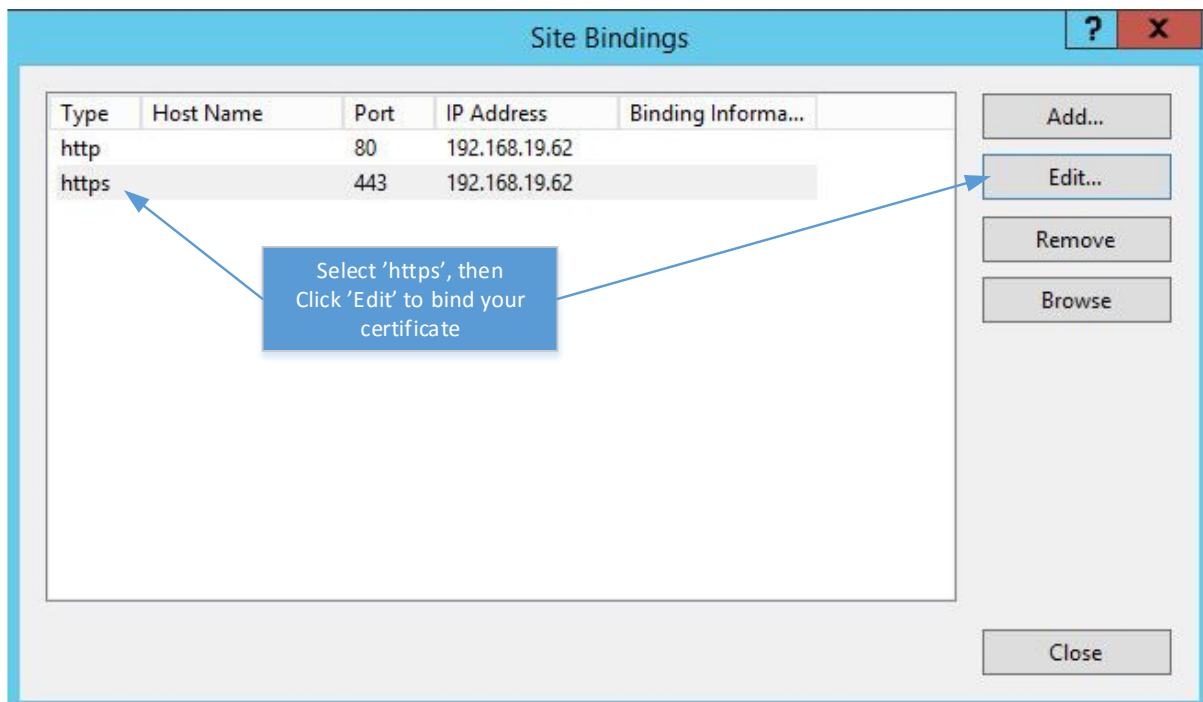 Site Bindings
?
x
Type Host Name Port IP Address Binding Informa...
http 80 192.168.19.62
https 443 192.168.19.62
Select ’https’, then
Click ’Edit’ to bind your
certificate
Add...
Edit...
Remove
Browse
Close